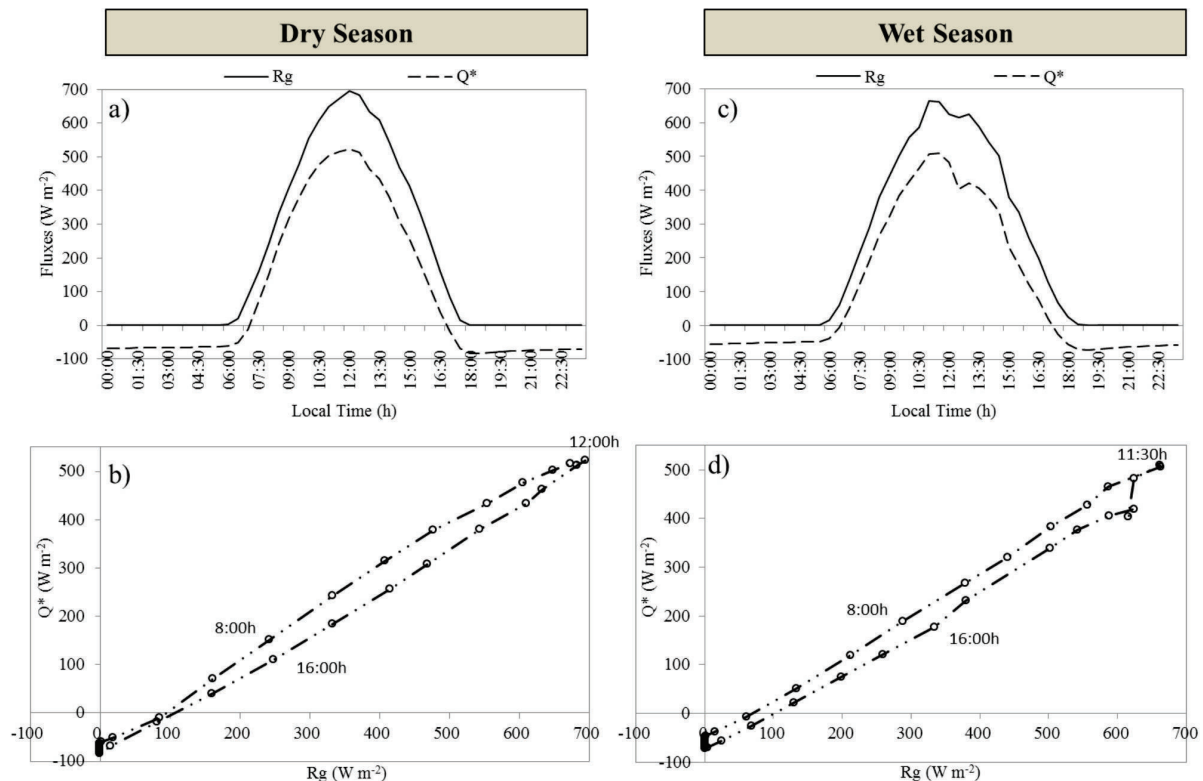 Dry Season
Wet Season
Rg Q*
Rg Q*
a)
700
600
500
400
300
200
100
0
-100
Fluxes (W m-2)
00:00 01:30 03:00 04:30 06:00 07:30 09:00 10:30 12:00 13:30 15:00 16:30 18:00 19:30 21:00 22:30
Local Time (h)
c)
700
600
500
400
300
200
100
0
-100
Fluxes (W m-2)
00:00 01:30 03:00 04:30 06:00 07:30 09:00 10:30 12:00 13:30 15:00 16:30 18:00 19:30 21:00 22:30
Local Time (h)
b)
12:00h
500
400
300
200
100
0
-100
Q* (W m-2)
8:00h
16:00h
-100 0 100 200 300 400 500 600 700
Rg (W m-2)
d)
11:30h
500
400
300
200
100
0
-100
Q* (W m-2)
8:00h
16:00h
-100 0 100 200 300 400 500 600 700
Rg (W m-2)